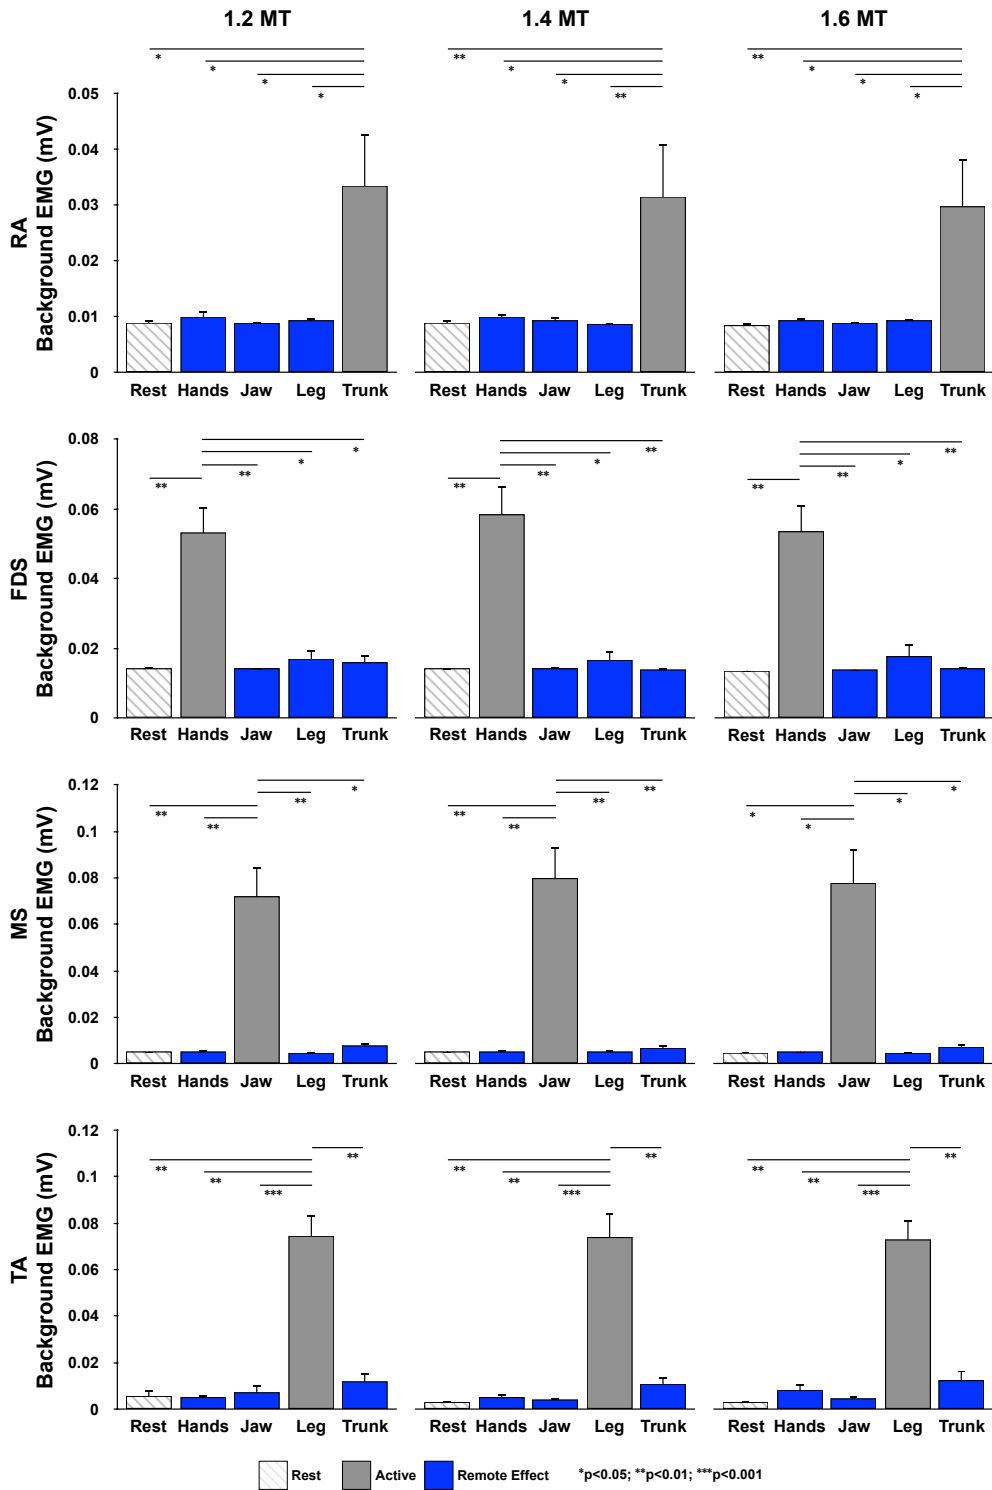 1.2 MT 1.4 MT 1.6 MT
* ** **
* * *
* * *
* ** *
RA
Background EMG (mV)
0.05
0.04
0.03
0.02
0.01
0
Rest Hands Jaw Leg Trunk Rest Hands Jaw Leg Trunk Rest Hands Jaw Leg Trunk
FDS
Background EMG (mV)
0.08
0.06
0.04
0.02
0
** ** * * ** ** * ** ** ** * **
Rest Hands Jaw Leg Trunk Rest Hands Jaw Leg Trunk Rest Hands Jaw Leg Trunk
MS
Background EMG (mV)
0.12
0.1
0.08
0.06
0.04
0.02
0
** ** ** * ** ** ** ** * * * *
Rest Hands Jaw Leg Trunk Rest Hands Jaw Leg Trunk Rest Hands Jaw Leg Trunk
TA
Background EMG (mV)
0.12
0.1
0.08
0.06
0.04
0.02
0
** ** *** ** ** ** *** ** ** ** *** **
Rest Hands Jaw Leg Trunk Rest Hands Jaw Leg Trunk Rest Hands Jaw Leg Trunk
Rest Active Remote Effect *p<0.05; **p<0.01; ***p<0.001